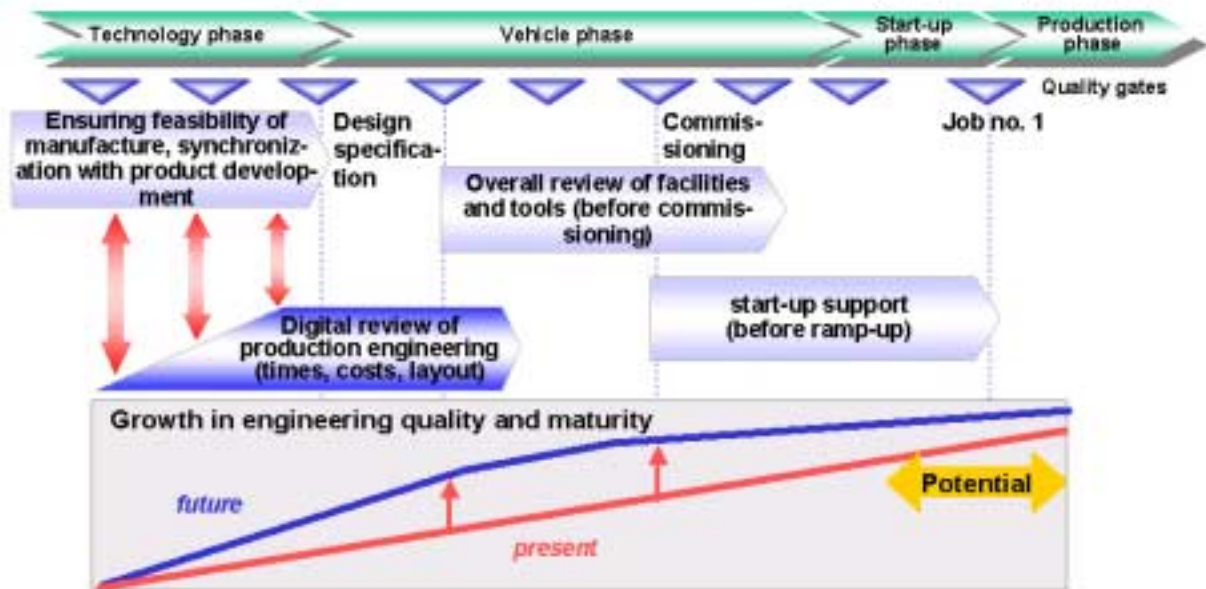 Technology phase
Vehicle phase
Start-up
phase
Production
phase
Quality gates
Ensuring feasibility of
manufacture, synchroniz-
ation with product develop-
ment
Design
specifica-
tion
Commis-
sioning
Job no. 1
Overall review of facilities
and tools (before commis-
sioning)
start-up support
(before ramp-up)
Digital review of
production engineering
(times, costs, layout)
Growth in engineering quality and maturity
future
present
Potential